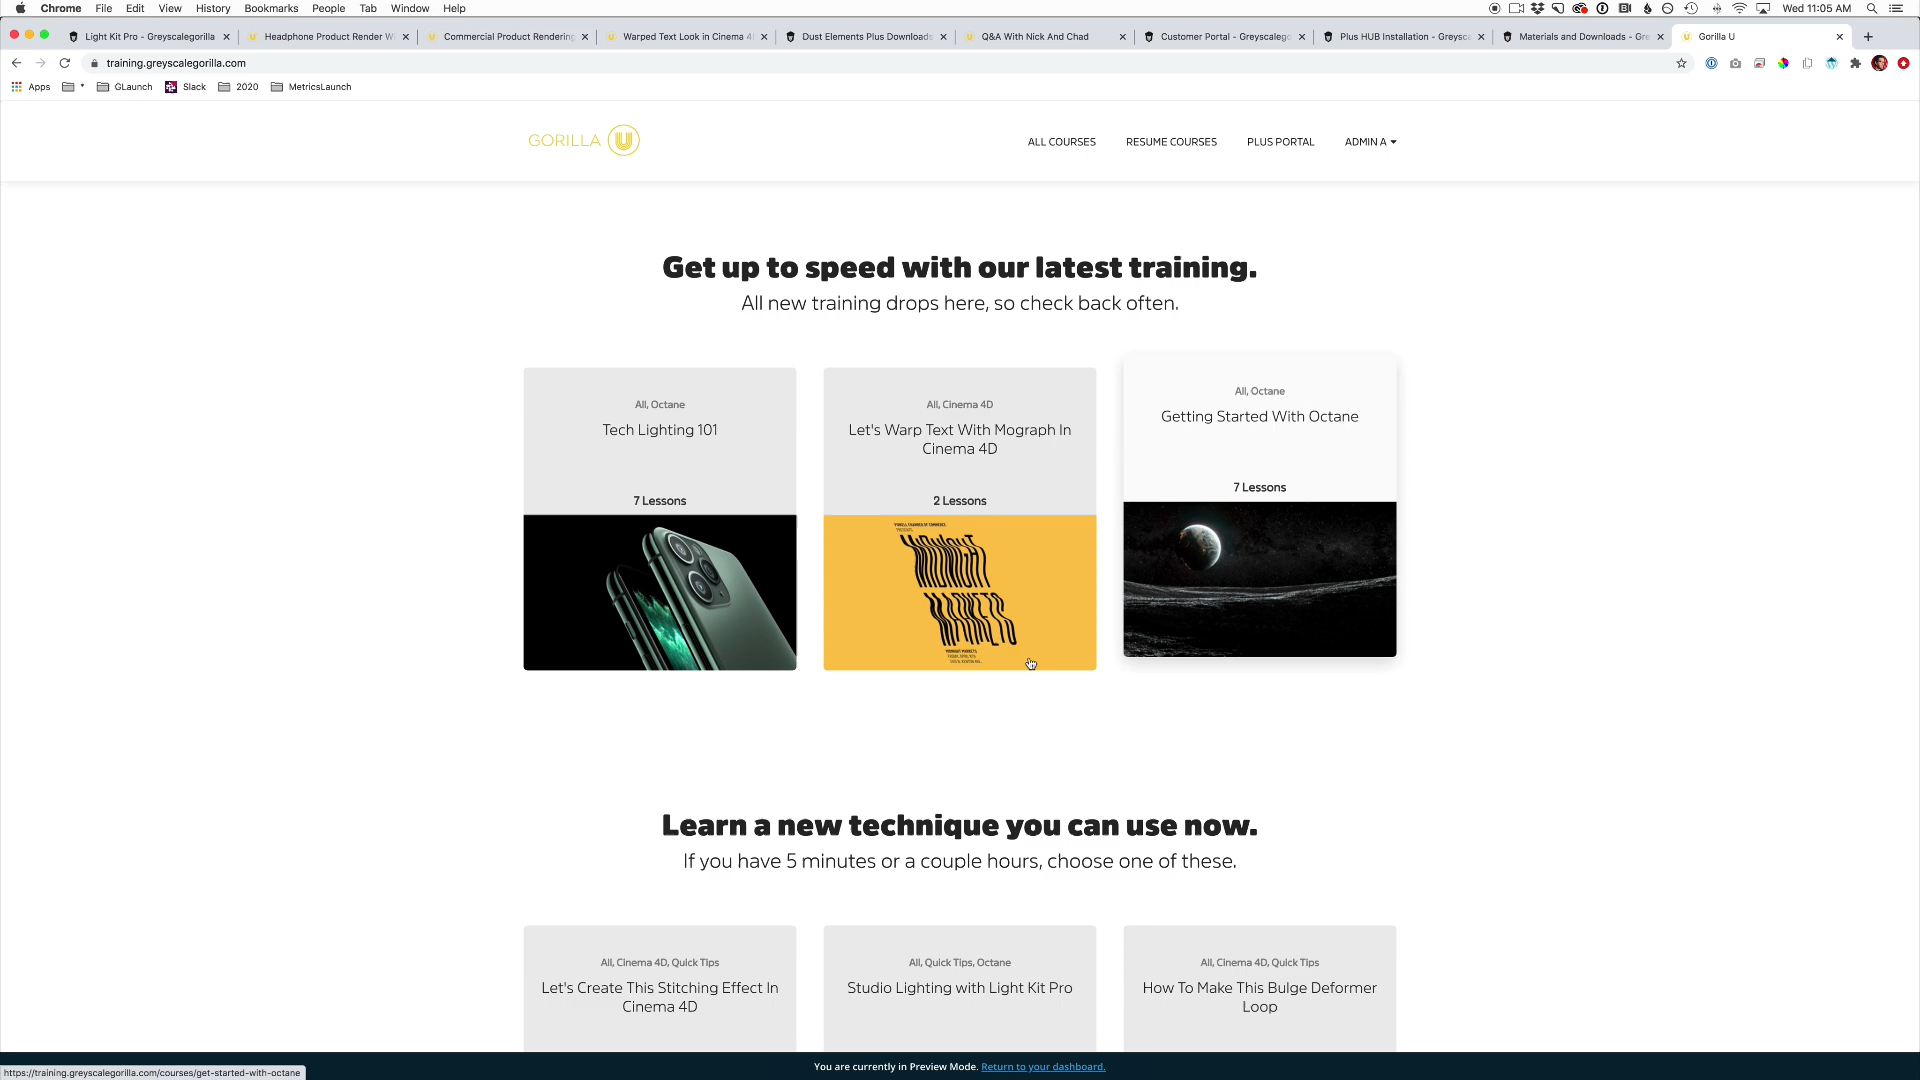 Chrome File Edit View History Bookmarks People Tab Window Help Wed 11:05 AM
Light Kit Pro - Greyscalegorilla
Headphone Product Render W
Commercial Product Rendering
Warped Text Look in Cinema 4
Dust Elements Plus Downloads
Q&A With Nick And Chad
Customer Portal - Greyscalego
Plus HUB Installation - Greysca
Materials and Downloads - Gre
Gorilla U
training.greyscalegorilla.com
Apps GLaunch Slack 2020 MetricsLaunch
GORILLA U
ALL COURSES RESUME COURSES PLUS PORTAL ADMIN A
Get up to speed with our latest training.
All new training drops here, so check back often.
All, Octane
Tech Lighting 101
7 Lessons
All, Cinema 4D
Let's Warp Text With Mograph In
Cinema 4D
2 Lessons
MIDNIGHT
MARKETS
MIDNIGHT MARKETS
All, Octane
Getting Started With Octane
7 Lessons
Learn a new technique you can use now.
If you have 5 minutes or a couple hours, choose one of these.
All, Cinema 4D, Quick Tips
Let's Create This Stitching Effect In
Cinema 4D
All, Quick Tips, Octane
Studio Lighting with Light Kit Pro
All, Cinema 4D, Quick Tips
How To Make This Bulge Deformer
Loop
You are currently in Preview Mode. Return to your dashboard.
https://training.greyscalegorilla.com/courses/get-started-with-octane